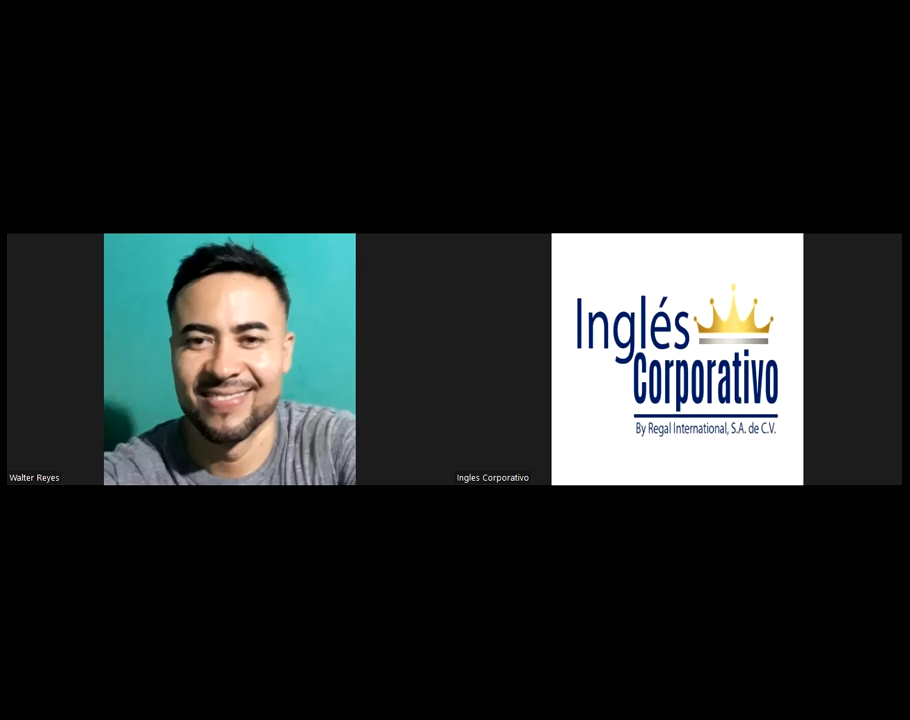 Inglés
Corporativo
By Regal International, S.A. de C.V.
Walter Reyes
Ingles Corporativo